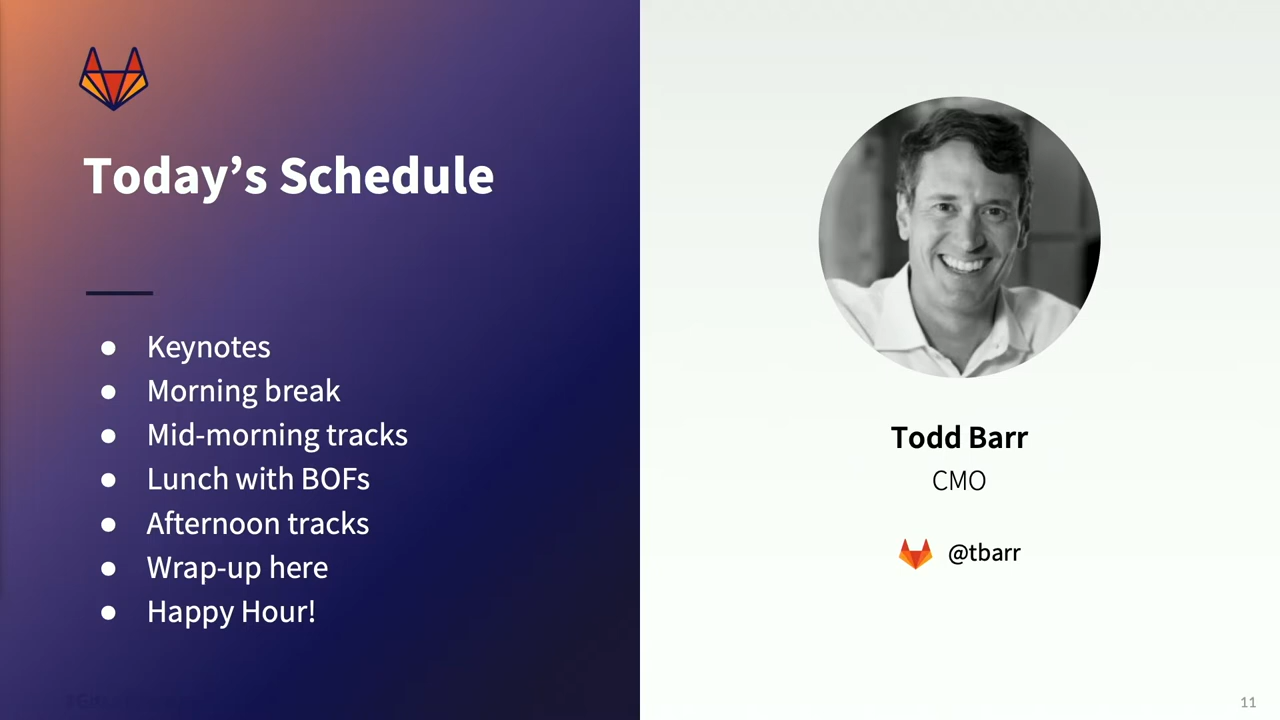 Today’s Schedule
● Keynotes
● Morning break
● Mid-morning tracks
● Lunch with BOFs
● Afternoon tracks
● Wrap-up here
● Happy Hour!
Todd Barr
CMO
@tbarr
11